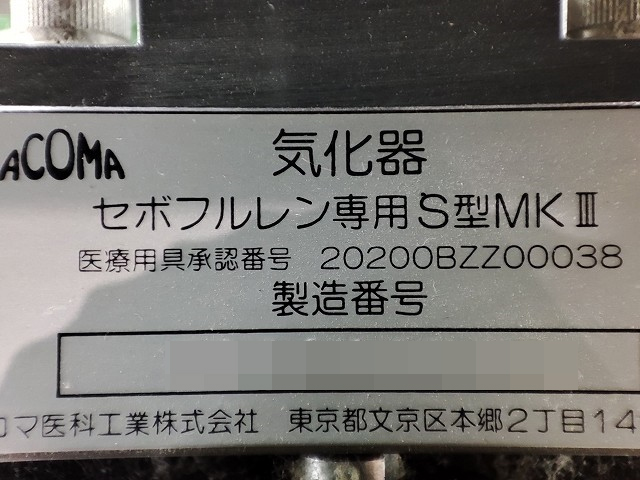 ACOMA
気化器
セボフルレン専用S型MKⅢ
医療用具承認番号 20200BZZ00038
製造番号
コマ医科工業株式会社 東京都文京区本郷2丁目14